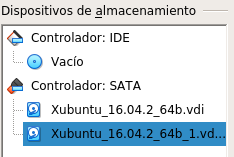 Dispositivos de almacenamiento
Controlador: IDE
Vacío
Controlador: SATA
Xubuntu_16.04.2_64b.vdi
Xubuntu_16.04.2_64b_1.vd...